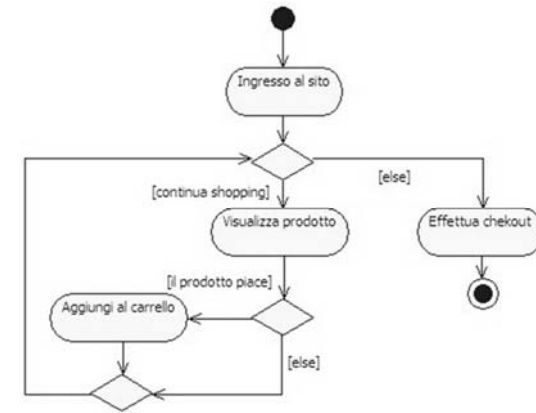 Ingresso al sito
[else]
[continua shopping]
Visualizza prodotto
Effettua chekout
[il prodotto piace]
Aggiungi al carrello
[else]